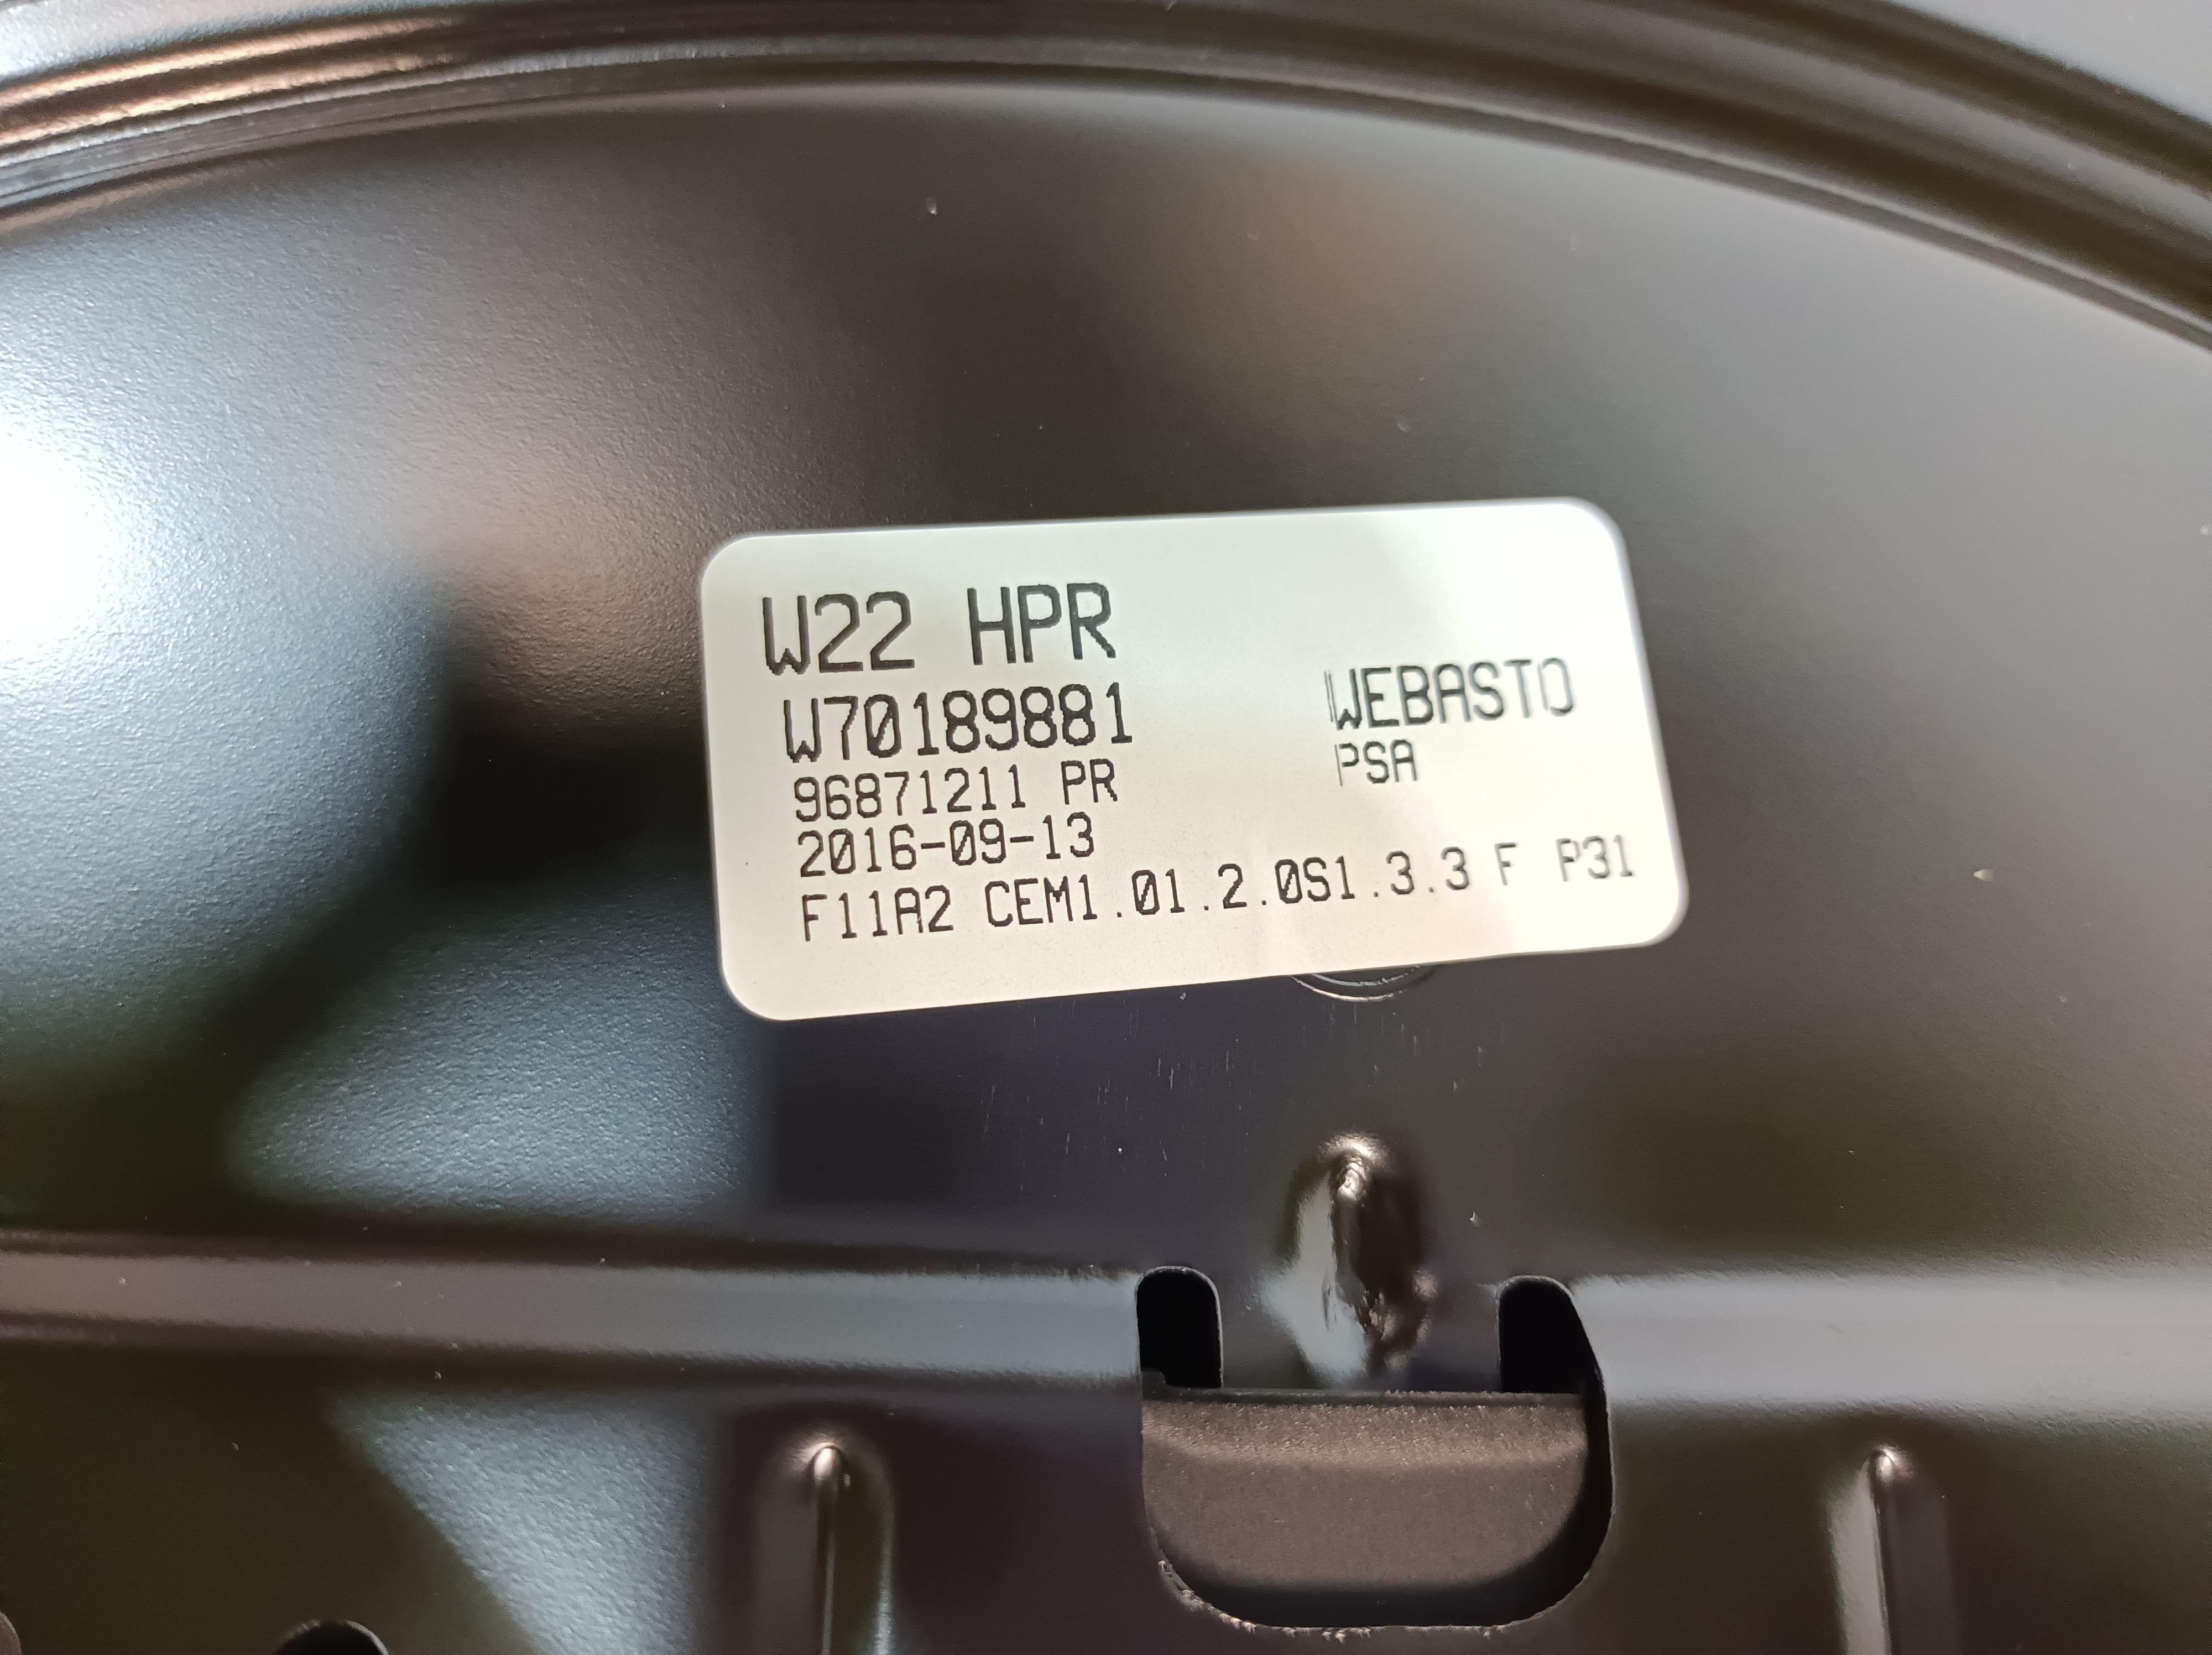 W22 HPR
W70189881
WEBASTO
96871211 PR
PSA
2016-09-13
F11A2 CEM1.01.2.0S1.3.3 F P31